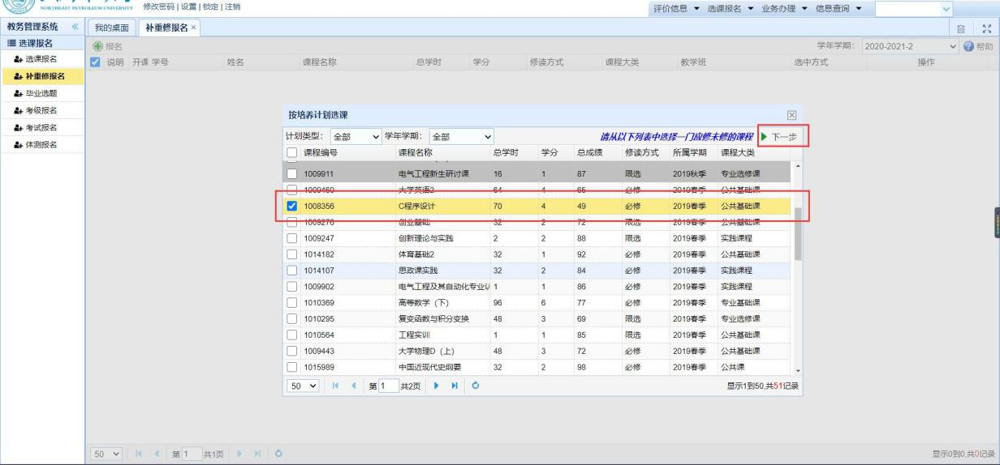 NORTHEAST PETROLEUM UNIVERSITY 修改密码 | 设置 | 锁定 | 注销 评价信息 选课报名 业务办理 信息查询
教务管理系统 我的桌面 补重修报名 ×
选课报名 报名 学年学期: 2020-2021-2 帮助
选课报名 说明 开课 学号 姓名 课程名称 总学时 学分 修读方式 课程大类 教学班 选中方式 操作
补重修报名
毕业选题
考级报名 按培养计划选课
考试报名 计划类型: 全部 学年学期: 全部 请从以下列表中选择一门应修未修的课程 下一步
体测报名 课程编号 课程名称 总学时 学分 总成绩 修读方式 所属学期 课程大类
1009911 电气工程新生研讨课 16 1 87 限选 2019秋季 专业选修课
1009460 大学英语2 64 4 65 必修 2019春季 公共基础课
1008356 C程序设计 70 4 49 必修 2019春季 公共基础课
1009276 创业基础 32 2 72 限选 2019春季 公共基础课
1009247 创新理论与实践 2 2 88 限选 2019春季 实践课程
1014182 体育基础2 32 1 92 必修 2019春季 公共基础课
1014107 思政课实践 32 2 84 必修 2019春季 实践课程
1009902 电气工程及其自动化专业认 1 1 86 必修 2019春季 实践课程
1010369 高等数学（下） 96 6 77 必修 2019春季 专业基础课
1010295 复变函数与积分变换 48 3 69 限选 2019春季 专业选修课
1010564 工程实训 1 1 85 限选 2019春季 公共基础课
1009443 大学物理D（上） 48 3 72 必修 2019春季 公共基础课
1015989 中国近现代史纲要 32 2 98 必修 2019春季 公共课
50 第 1 共2页 显示1到50,共51记录
50 第 1 共1页 显示0到0,共0记录